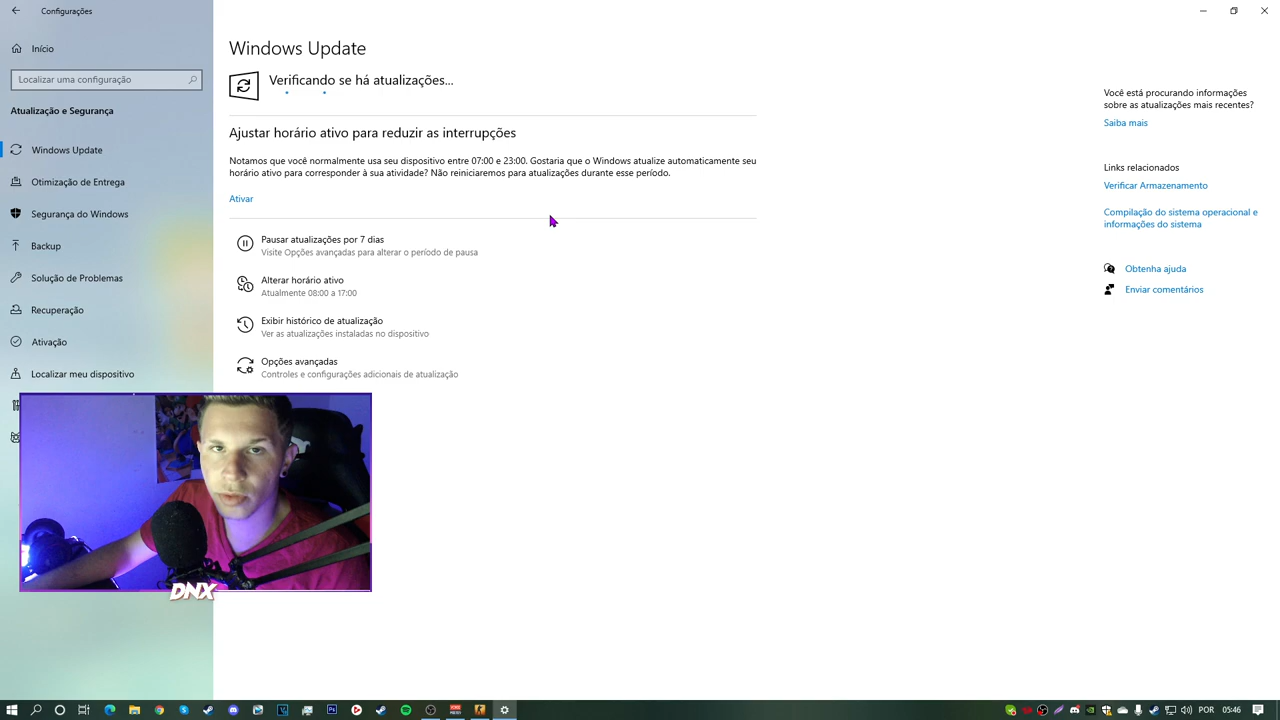 Configurações
Início
Localizar uma configuração
Atualização e Segurança
Windows Update
Otimização de Entrega
Segurança do Windows
Backup
Solução de Problemas
Recuperação
Ativação
Localizar meu dispositivo
Windows Update
Verificando se há atualizações...
Ajustar horário ativo para reduzir as interrupções
Notamos que você normalmente usa seu dispositivo entre 07:00 e 23:00. Gostaria que o Windows atualize automaticamente seu
horário ativo para corresponder à sua atividade? Não reiniciaremos para atualizações durante esse período.
Ativar
Pausar atualizações por 7 dias
Visite Opções avançadas para alterar o período de pausa
Alterar horário ativo
Atualmente 08:00 a 17:00
Exibir histórico de atualização
Ver as atualizações instaladas no dispositivo
Opções avançadas
Controles e configurações adicionais de atualização
Você está procurando informações
sobre as atualizações mais recentes?
Saiba mais
Links relacionados
Verificar Armazenamento
Compilação do sistema operacional e
informações do sistema
Obtenha ajuda
Enviar comentários
DNX
POR 05:46